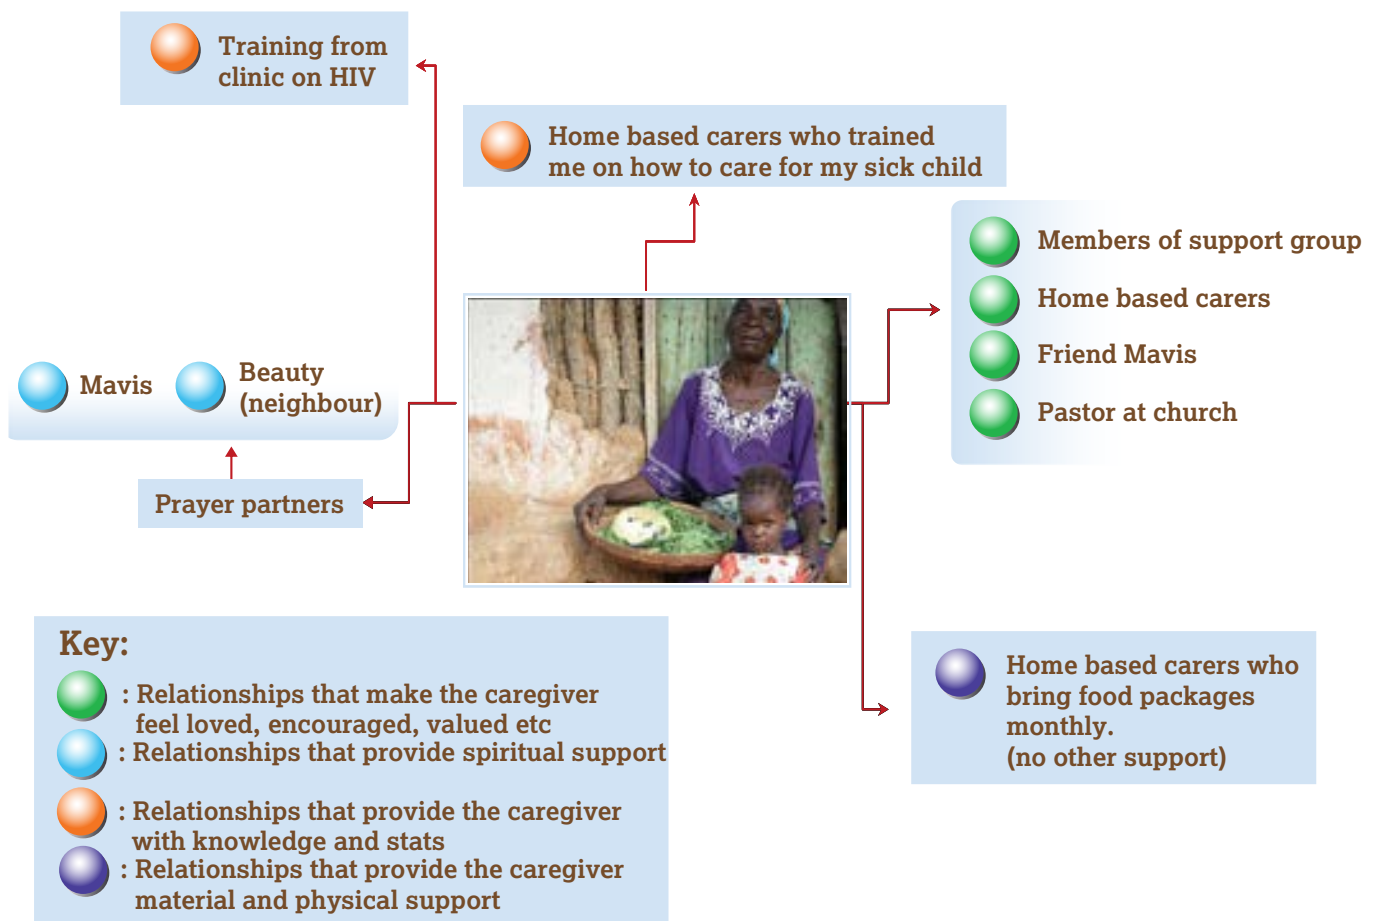 Training from
clinic on HIV
Home based carers who trained
me on how to care for my sick child
Members of support group
Home based carers
Friend Mavis
Pastor at church
Mavis
Beauty
(neighbour)
Prayer partners
Home based carers who
bring food packages
monthly.
(no other support)
Key:
: Relationships that make the caregiver
feel loved, encouraged, valued etc
: Relationships that provide spiritual support
: Relationships that provide the caregiver
with knowledge and stats
: Relationships that provide the caregiver
material and physical support